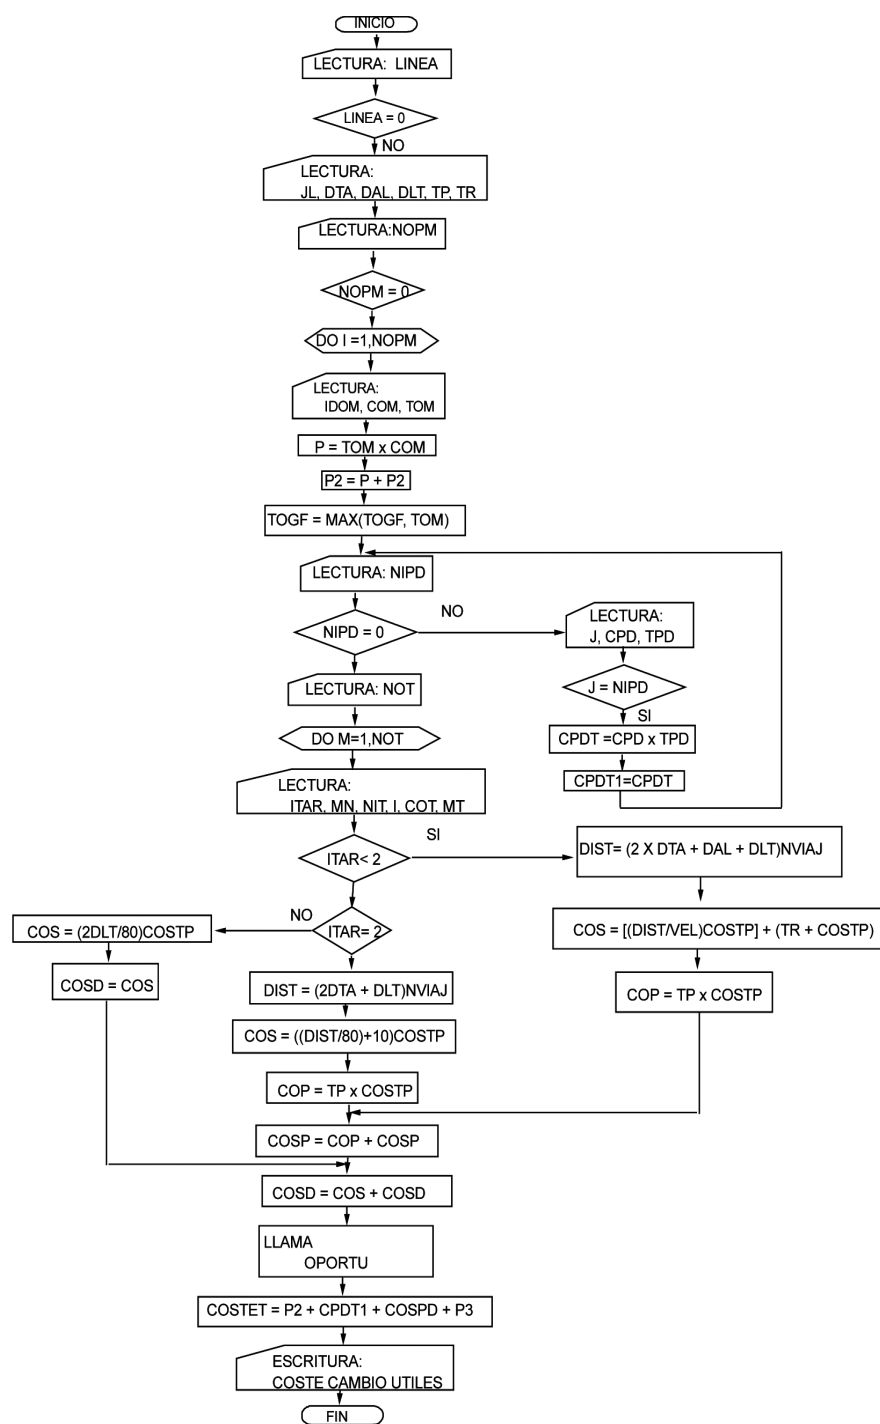 INICIO
LECTURA: LINEA
LINEA = 0
NO
LECTURA:
JL, DTA, DAL, DLT, TP, TR
LECTURA:NOPM
NOPM = 0
DO I =1,NOPM
LECTURA:
IDOM, COM, TOM
P = TOM x COM
P2 = P + P2
TOGF = MAX(TOGF, TOM)
LECTURA: NIPD
NIPD = 0
NO
LECTURA:
J, CPD, TPD
J = NIPD
SI
CPDT =CPD x TPD
CPDT1=CPDT
LECTURA: NOT
DO M=1,NOT
LECTURA:
ITAR, MN, NIT, I, COT, MT
ITAR< 2
SI
DIST= (2 X DTA + DAL + DLT)NVIAJ
COS = [(DIST/VEL)COSTP] + (TR + COSTP)
COP = TP x COSTP
ITAR= 2
NO
COS = (2DLT/80)COSTP
COSD = COS
DIST = (2DTA + DLT)NVIAJ
COS = ((DIST/80)+10)COSTP
COP = TP x COSTP
COSP = COP + COSP
COSD = COS + COSD
LLAMA
OPORTU
COSTET = P2 + CPDT1 + COSPD + P3
ESCRITURA:
COSTE CAMBIO UTILES
FIN